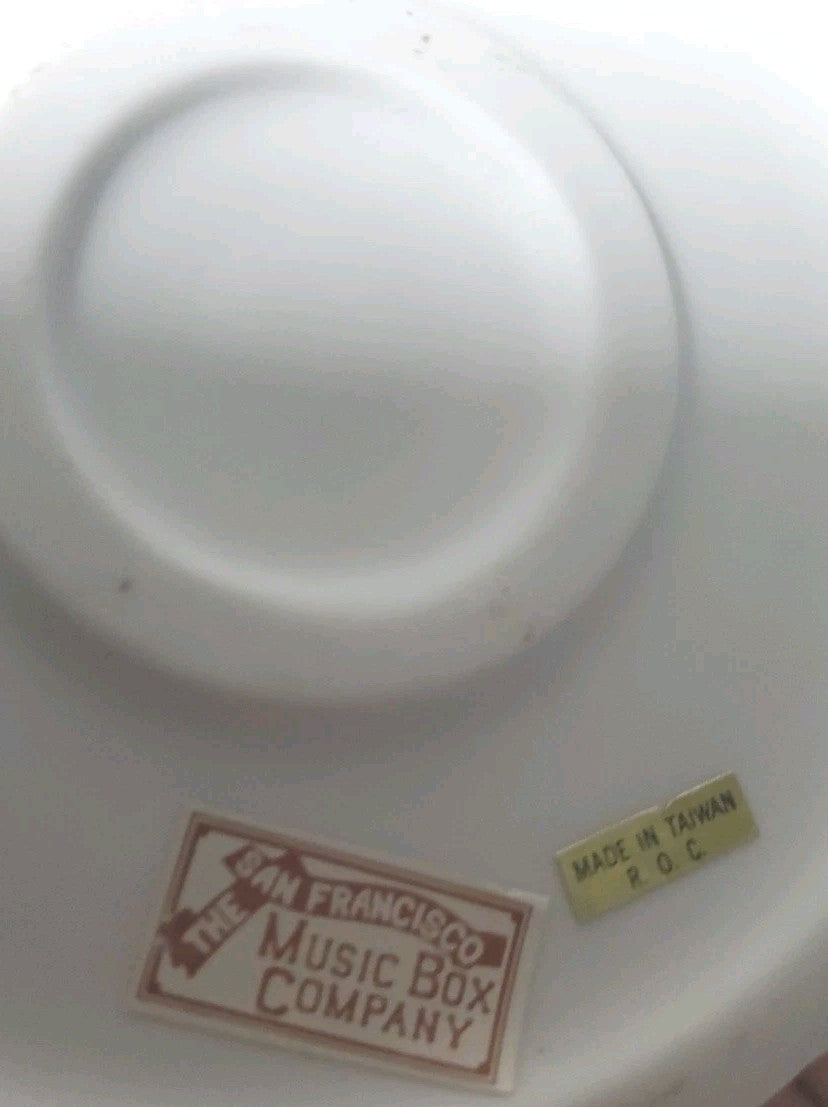 THE SAN FRANCISCO
MUSIC BOX
COMPANY
MADE IN TAIWAN
R. O. C.